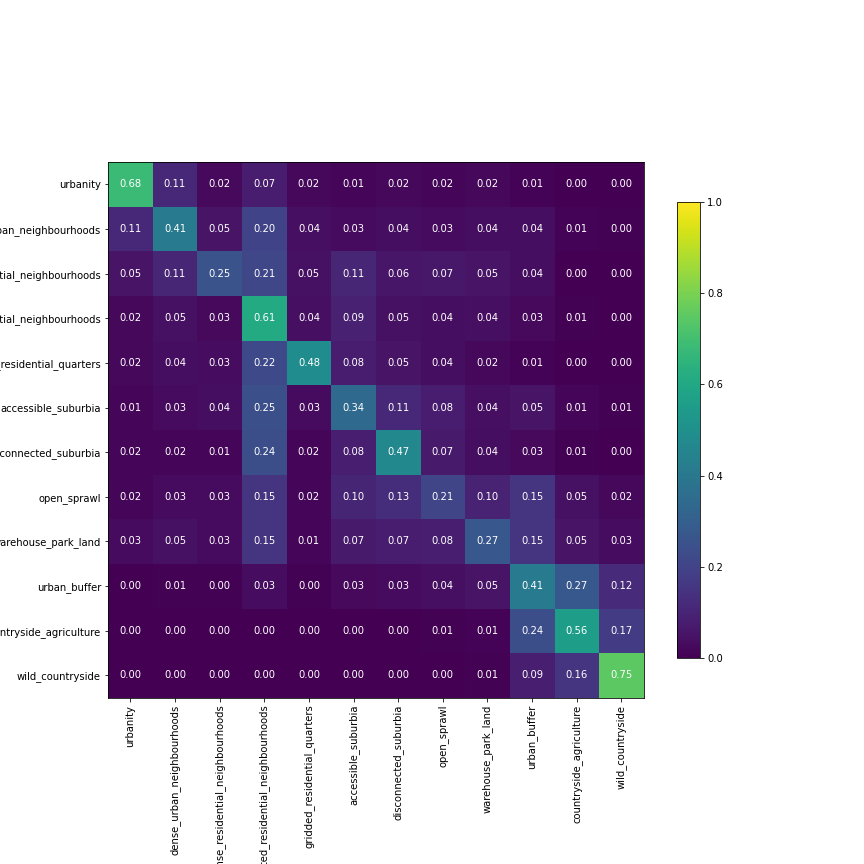 urbanity 0.68 0.11 0.02 0.07 0.02 0.01 0.02 0.02 0.02 0.01 0.00 0.00
ban_neighbourhoods 0.11 0.41 0.05 0.20 0.04 0.03 0.04 0.03 0.04 0.04 0.01 0.00
tial_neighbourhoods 0.05 0.11 0.25 0.21 0.05 0.11 0.06 0.07 0.05 0.04 0.00 0.00
tial_neighbourhoods 0.02 0.05 0.03 0.61 0.04 0.09 0.05 0.04 0.04 0.03 0.01 0.00
_residential_quarters 0.02 0.04 0.03 0.22 0.48 0.08 0.05 0.04 0.02 0.01 0.00 0.00
accessible_suburbia 0.01 0.03 0.04 0.25 0.03 0.34 0.11 0.08 0.04 0.05 0.01 0.01
connected_suburbia 0.02 0.02 0.01 0.24 0.02 0.08 0.47 0.07 0.04 0.03 0.01 0.00
open_sprawl 0.02 0.03 0.03 0.15 0.02 0.10 0.13 0.21 0.10 0.15 0.05 0.02
warehouse_park_land 0.03 0.05 0.03 0.15 0.01 0.07 0.07 0.08 0.27 0.15 0.05 0.03
urban_buffer 0.00 0.01 0.00 0.03 0.00 0.03 0.03 0.04 0.05 0.41 0.27 0.12
ntryside_agriculture 0.00 0.00 0.00 0.00 0.00 0.00 0.00 0.01 0.01 0.24 0.56 0.17
wild_countryside 0.00 0.00 0.00 0.00 0.00 0.00 0.00 0.00 0.01 0.09 0.16 0.75
urbanity
dense_urban_neighbourhoods
nse_residential_neighbourhoods
ted_residential_neighbourhoods
gridded_residential_quarters
accessible_suburbia
disconnected_suburbia
open_sprawl
warehouse_park_land
urban_buffer
countryside_agriculture
wild_countryside
1.0
0.8
0.6
0.4
0.2
0.0